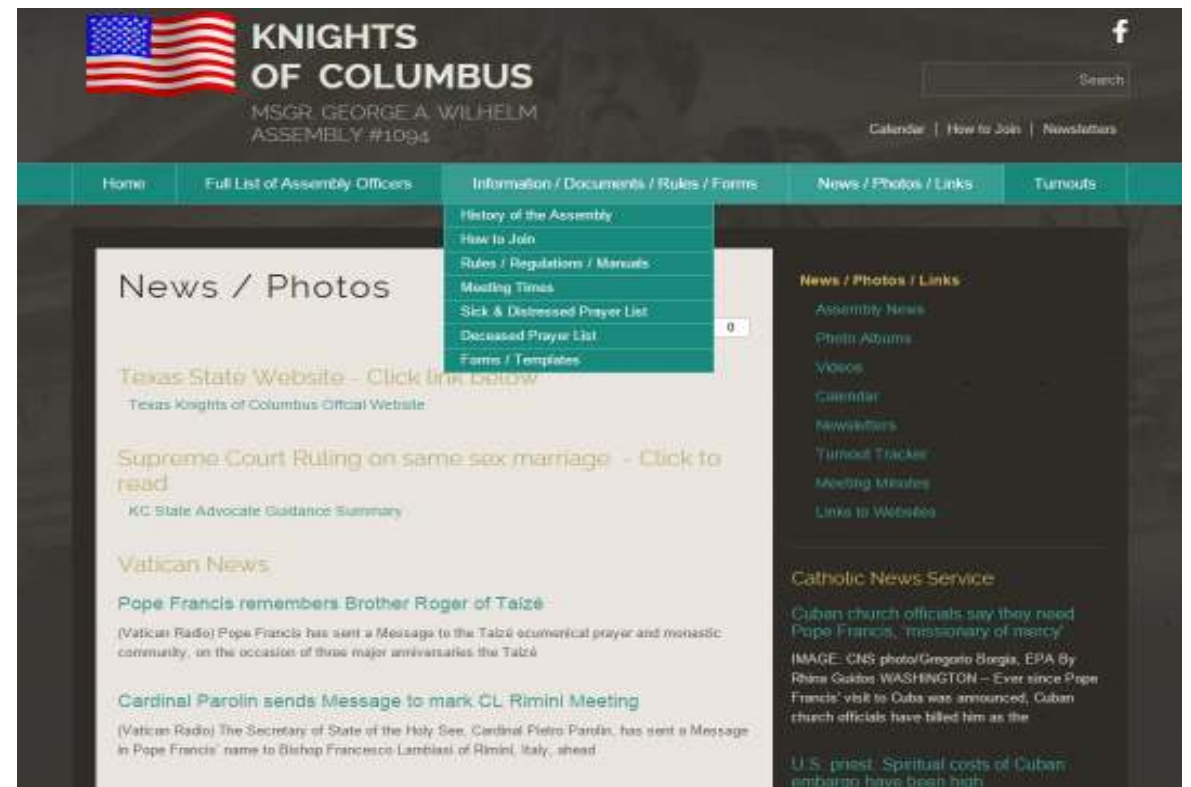 KNIGHTS
OF COLUMBUS
MSGR. GEORGE A. WILHELM
ASSEMBLY #1094
f
Search
Calendar | How to Join | Newsletters
Home
Full List of Assembly Officers
Information / Documents / Rules / Forms
News / Photos / Links
Turnouts
History of the Assembly
How to Join
Rules / Regulations / Manuals
Meeting Times
Sick & Distressed Prayer List
Deceased Prayer List
Forms / Templates
News / Photos
0
Texas State Website - Click link below
Texas Knights of Columbus Offcial Website
Supreme Court Ruling on same sex marriage - Click to
read
KC State Advocate Guidance Summary
Vatican News
Pope Francis remembers Brother Roger of Taizé
(Vatican Radio) Pope Francis has sent a Message to the Taizé ecumenical prayer and monastic
community, on the occasion of three major anniversaries the Taizé
Cardinal Parolin sends Message to mark CL Rimini Meeting
(Vatican Radio) The Secretary of State of the Holy See, Cardinal Pietro Parolin, has sent a Message
in Pope Francis' name to Bishop Francesco Lambiasi of Rimini, Italy, ahead
News / Photos / Links
Assembly News
Photo Albums
Videos
Calendar
Newsletters
Turnout Tracker
Meeting Minutes
Links to Websites
Catholic News Service
Cuban church officials say they need
Pope Francis, 'missionary of mercy'
IMAGE: CNS photo/Gregorio Borgia, EPA By
Rhina Guidos WASHINGTON – Ever since Pope
Francis' visit to Cuba was announced, Cuban
church officials have billed him as the
U.S. priest: Spiritual costs of Cuban
embargo have been high